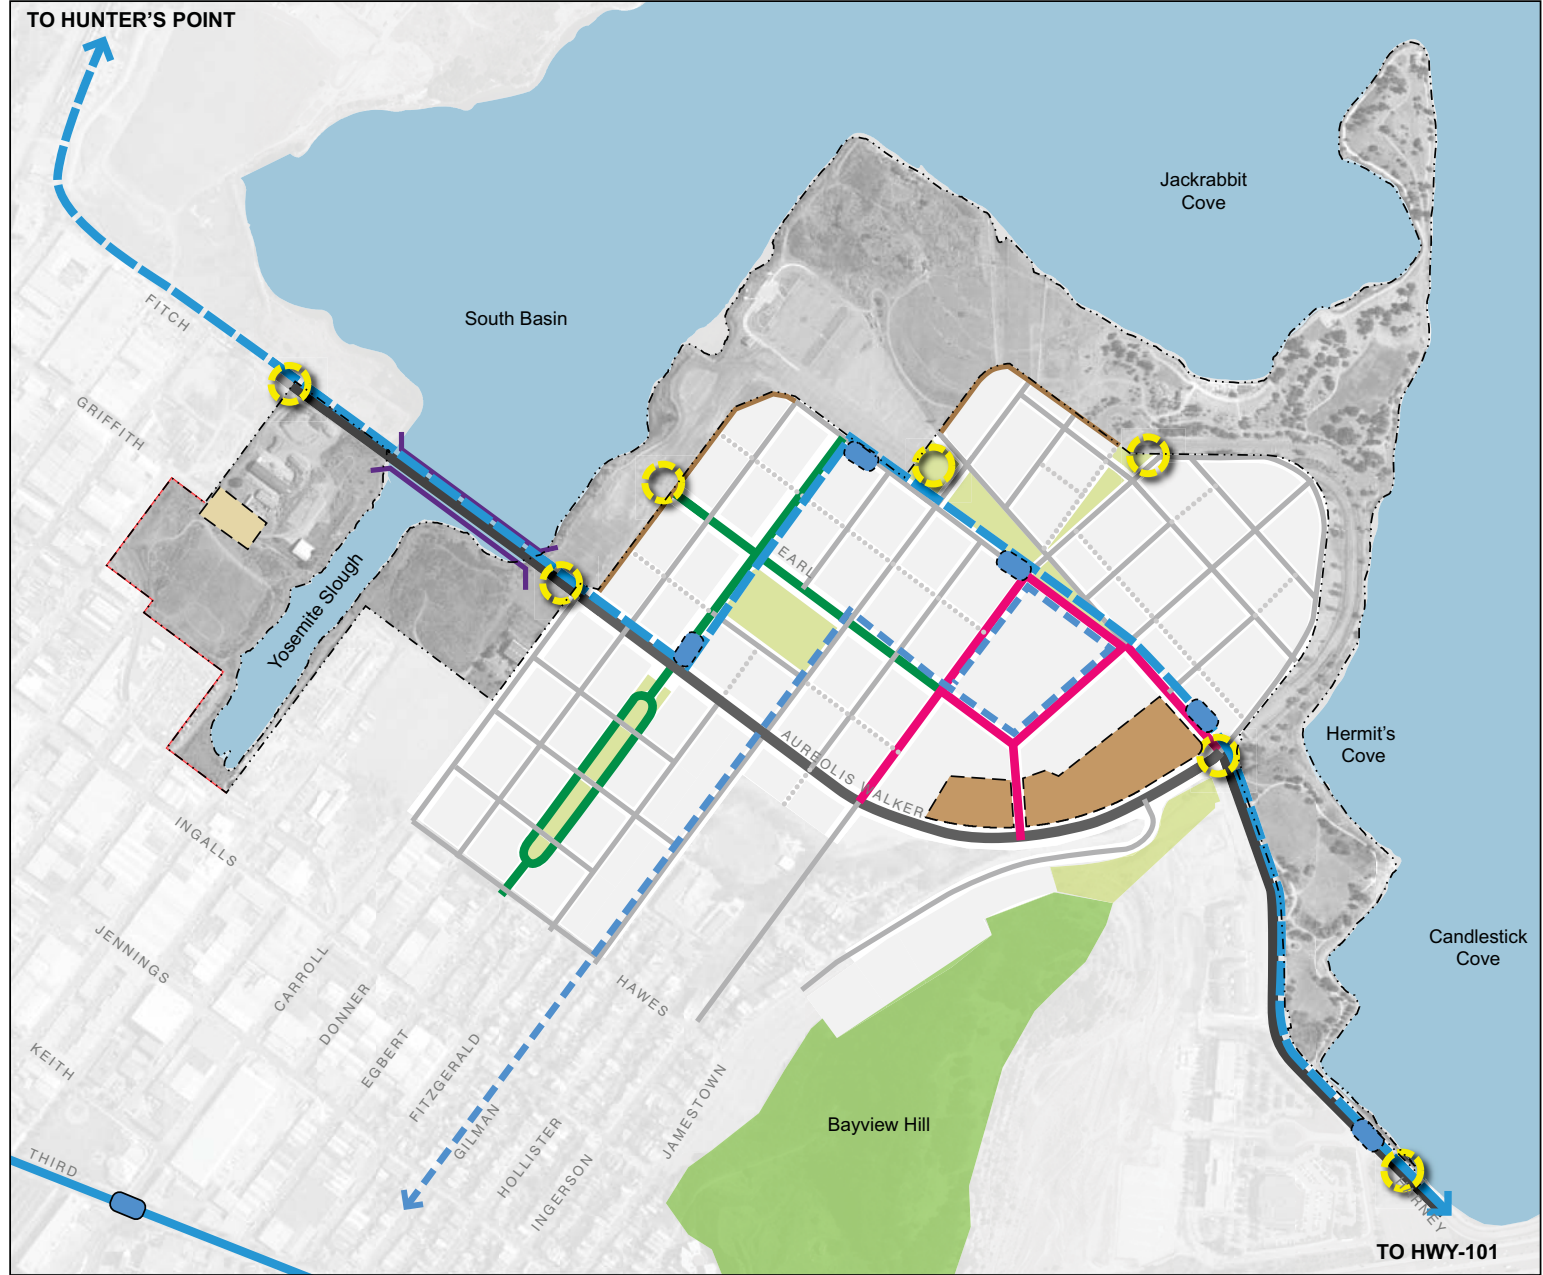 TO HUNTER'S POINT
Jackrabbit
Cove
South Basin
FITCH
GRIFFITH
EARL
Yosemite Slough
Hermit's
Cove
AUREOLIS WALKER
INGALLS
Candlestick
Cove
JENNINGS
CARROLL
HAWES
DONNER
EGBERT
KEITH
FITZGERALD
GILMAN
JAMESTOWN
Bayview Hill
HOLLISTER
INGERSON
THIRD
TO HWY-101